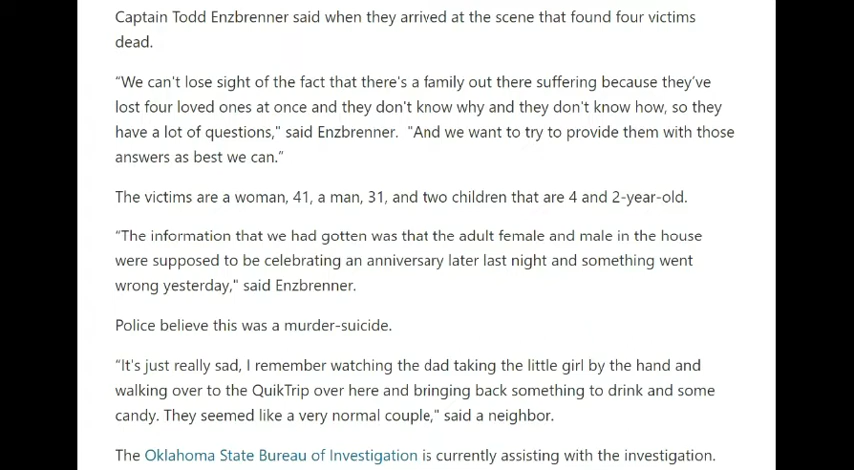 Captain Todd Enzbrenner said when they arrived at the scene that found four victims
dead.
“We can't lose sight of the fact that there's a family out there suffering because they’ve
lost four loved ones at once and they don't know why and they don't know how, so they
have a lot of questions," said Enzbrenner.  "And we want to try to provide them with those
answers as best we can.”
The victims are a woman, 41, a man, 31, and two children that are 4 and 2-year-old.
“The information that we had gotten was that the adult female and male in the house
were supposed to be celebrating an anniversary later last night and something went
wrong yesterday," said Enzbrenner.
Police believe this was a murder-suicide.
“It's just really sad, I remember watching the dad taking the little girl by the hand and
walking over to the QuikTrip over here and bringing back something to drink and some
candy. They seemed like a very normal couple," said a neighbor.
The Oklahoma State Bureau of Investigation is currently assisting with the investigation.